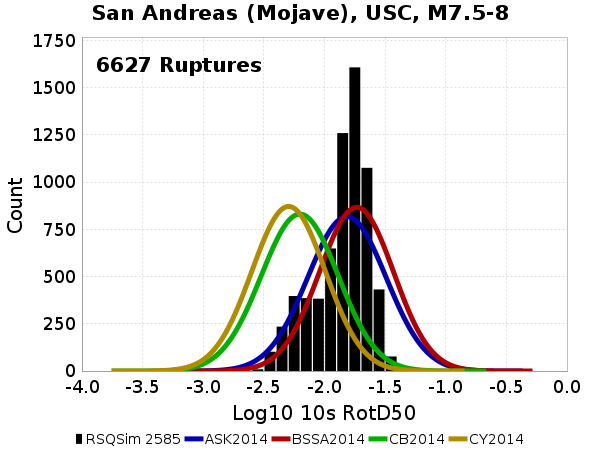 San Andreas (Mojave), USC, M7.5-8
6627 Ruptures
1750
1500
1250
1000
750
500
250
0
Count
-4.0 -3.5 -3.0 -2.5 -2.0 -1.5 -1.0 -0.5 0.0
Log10 10s RotD50
RSQSim 2585 ASK2014 BSSA2014 CB2014 CY2014